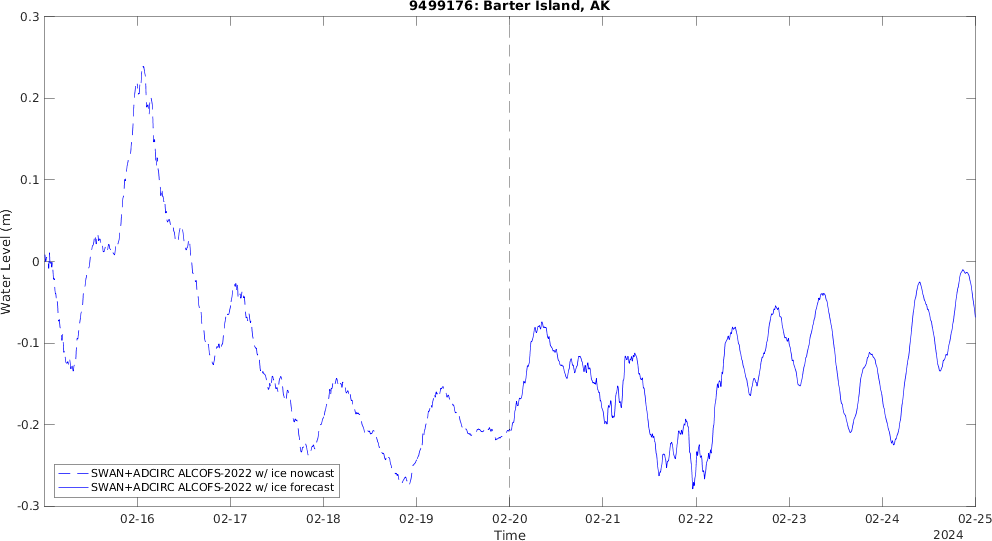 9499176: Barter Island, AK
Water Level (m)
0.3
0.2
0.1
0
-0.1
-0.2
-0.3
SWAN+ADCIRC ALCOFS-2022 w/ ice nowcast
SWAN+ADCIRC ALCOFS-2022 w/ ice forecast
02-16 02-17 02-18 02-19 02-20 02-21 02-22 02-23 02-24 02-25
Time
2024